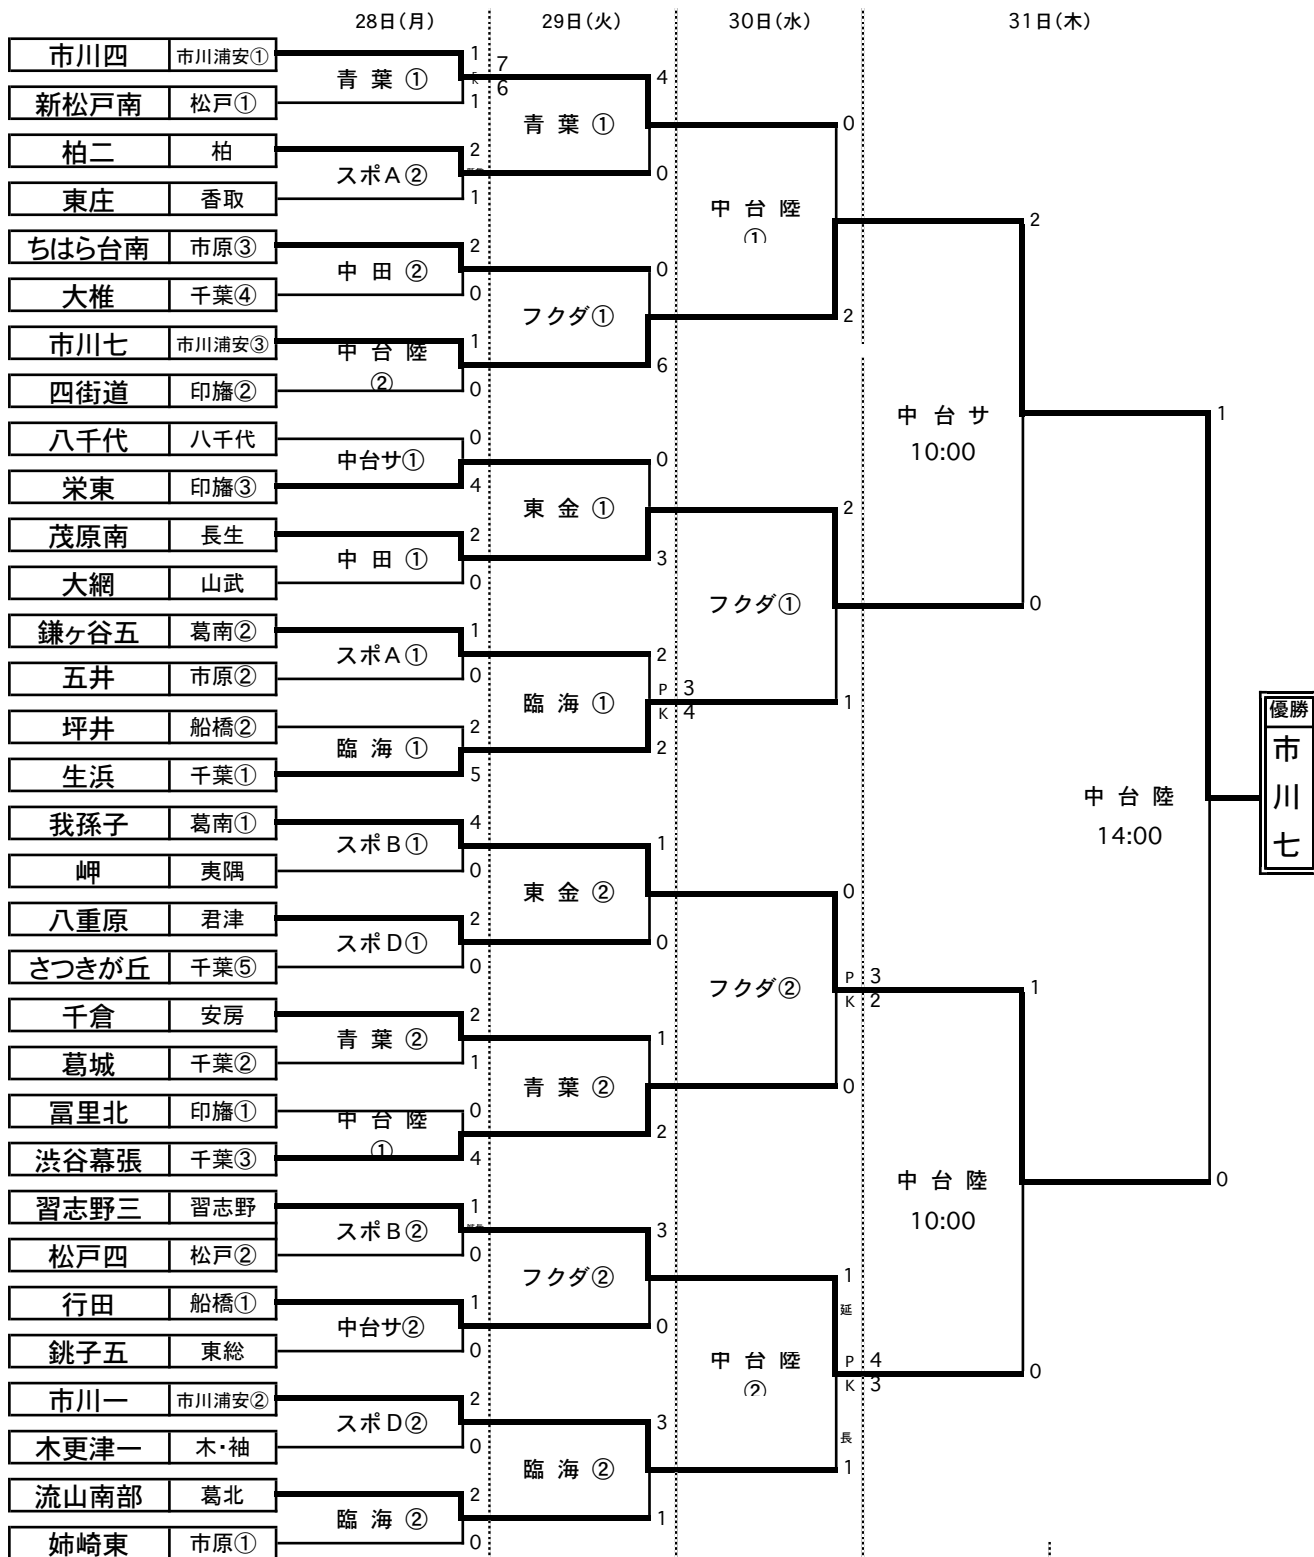 28日(月) 29日(火) 30日(水) 31日(木)
市川四 市川浦安① 1
青葉① 7 4
新松戸南 松戸① 1 6
青葉① 0
柏二 柏 2
スポA② 0
東庄 香取 1
中台陸
① 2
ちはら台南 市原③ 2
中田② 0
大椎 千葉④ 0
フクダ① 2
市川七 市川浦安③ 1
中台陸
② 6
四街道 印旛② 0
中台サ
10:00 1
八千代 八千代 0
中台サ① 0
栄東 印旛③ 4
東金① 2
茂原南 長生 2
中田① 3
大網 山武 0
フクダ① 0
鎌ヶ谷五 葛南② 1
スポA① 2
五井 市原② 0
臨海① P 3 1
K 4
坪井 船橋② 2
臨海① 2
生浜 千葉① 5
優勝
市川七
中台陸
14:00
我孫子 葛南① 4
スポB① 1
岬 夷隅 0
東金② 0
八重原 君津 2
スポD① 0
さつきが丘 千葉⑤ 0
フクダ② P 3 1
K 2
千倉 安房 2
青葉② 1
葛城 千葉② 1
青葉② 0
冨里北 印旛① 0
中台陸
① 2
渋谷幕張 千葉③ 4
中台陸
10:00 0
習志野三 習志野 1
スポB② 3
松戸四 松戸② 0
フクダ② 1
延
行田 船橋① 1
中台サ② 0
銚子五 東総 0
中台陸
② P 4 0
K 3
市川一 市川浦安② 2
スポD② 3
長
木更津一 木・袖 0
臨海② 1
流山南部 葛北 2
臨海② 1
姉崎東 市原① 0